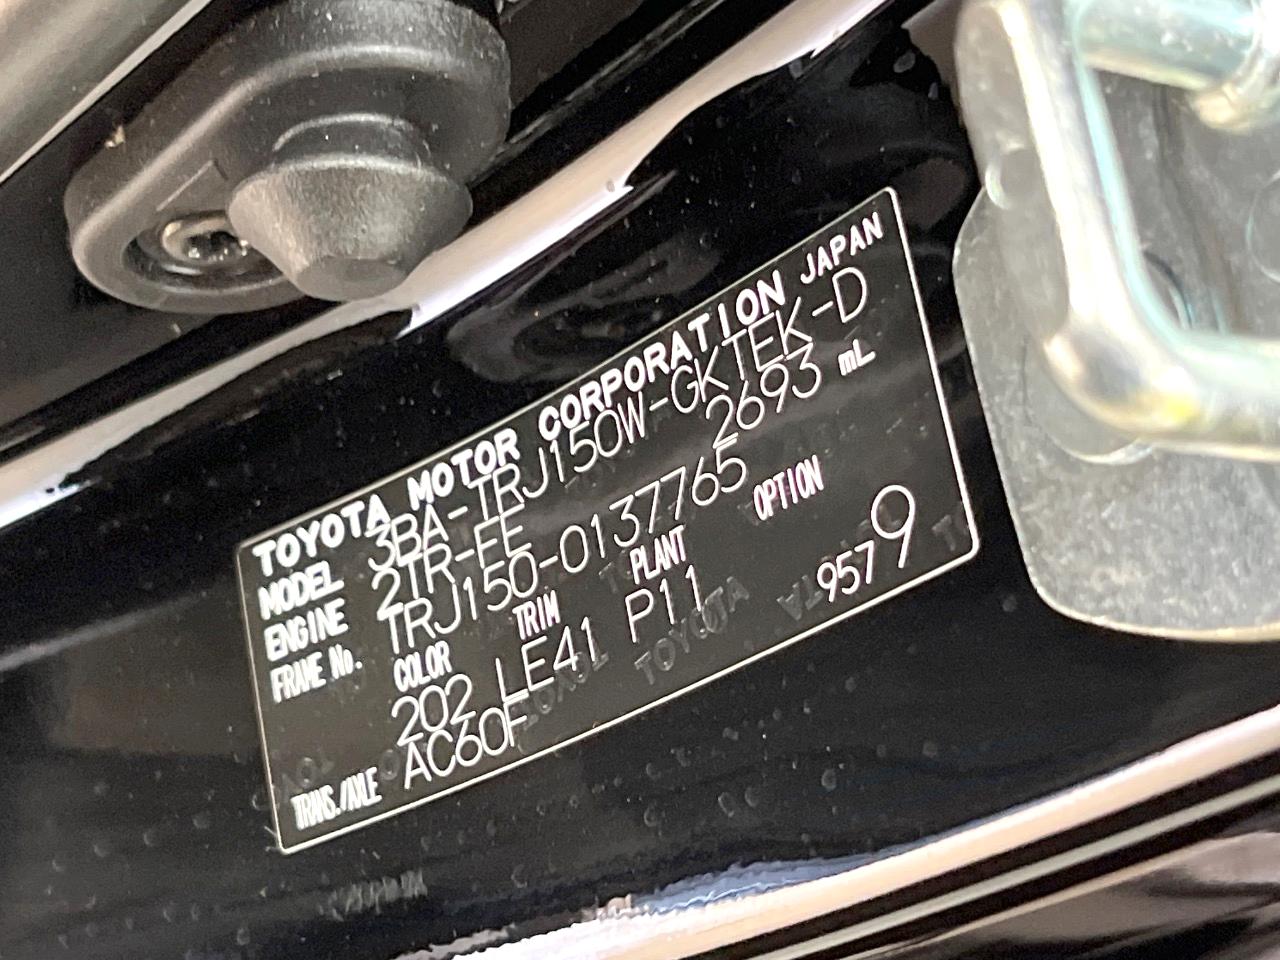 TOYOTA MOTOR CORPORATION JAPAN
MODEL 3BA-TRJ150W-GKTEK-D
ENGINE 2TR-FE 2693 mL
FRAME No. TRJ150-0137765
COLOR TRIM PLANT OPTION
202 LE41 P11
TRANS./AXLE AC60F 9579